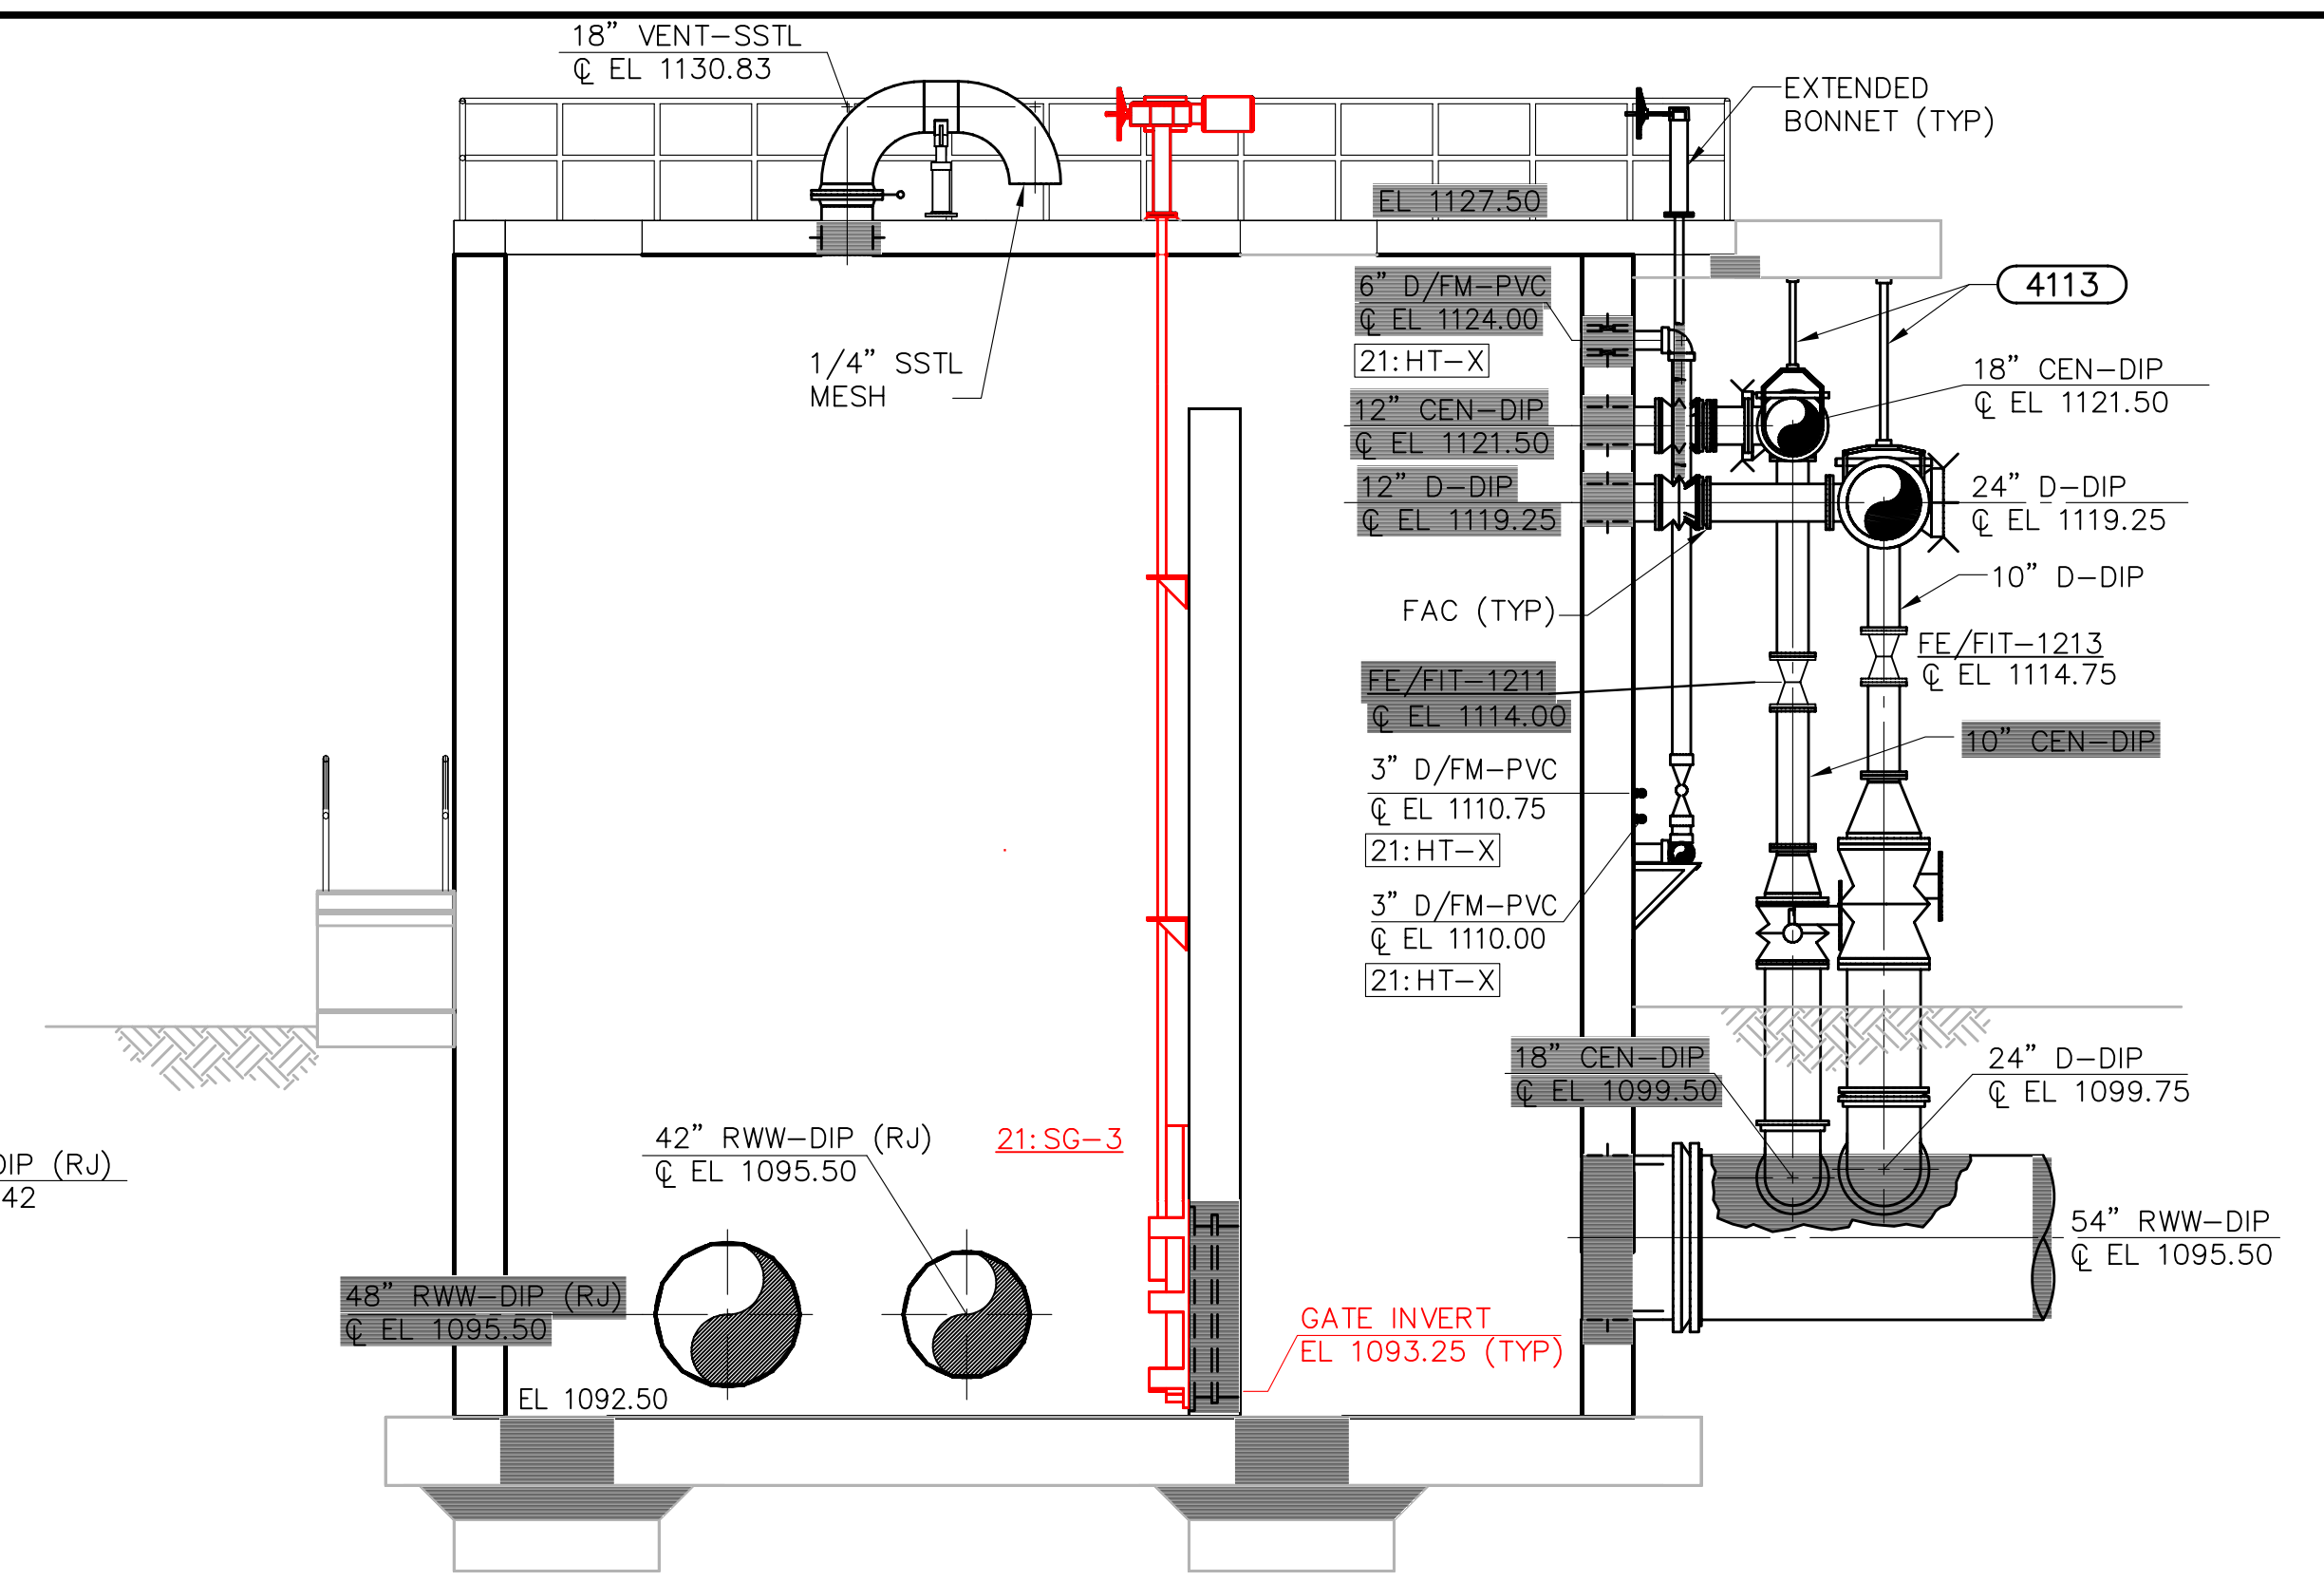 18” VENT–SSTL
℄ EL 1130.83
EXTENDED
BONNET (TYP)
EL 1127.50
6” D/FM–PVC
℄ EL 1124.00
21:HT–X
4113
1/4” SSTL
MESH
18” CEN–DIP
℄ EL 1121.50
12” CEN–DIP
℄ EL 1121.50
12” D–DIP
℄ EL 1119.25
24” D–DIP
℄ EL 1119.25
10” D–DIP
FAC (TYP)
FE/FIT–1213
℄ EL 1114.75
FE/FIT–1211
℄ EL 1114.00
10” CEN–DIP
3” D/FM–PVC
℄ EL 1110.75
21:HT–X
3” D/FM–PVC
℄ EL 1110.00
21:HT–X
18” CEN–DIP
℄ EL 1099.50
24” D–DIP
℄ EL 1099.75
42” RWW–DIP (RJ)
℄ EL 1095.50
21:SG–3
DIP (RJ)
42
54” RWW–DIP
℄ EL 1095.50
48” RWW–DIP (RJ)
℄ EL 1095.50
GATE INVERT
EL 1093.25 (TYP)
EL 1092.50